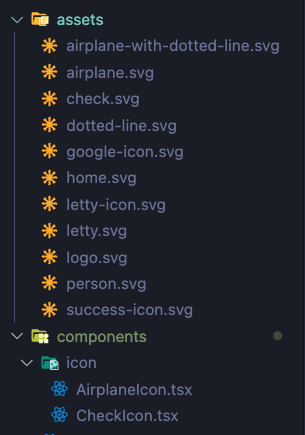 assets
airplane-with-dotted-line.svg
airplane.svg
check.svg
dotted-line.svg
google-icon.svg
home.svg
letty-icon.svg
letty.svg
logo.svg
person.svg
success-icon.svg
components
icon
AirplaneIcon.tsx
CheckIcon.tsx